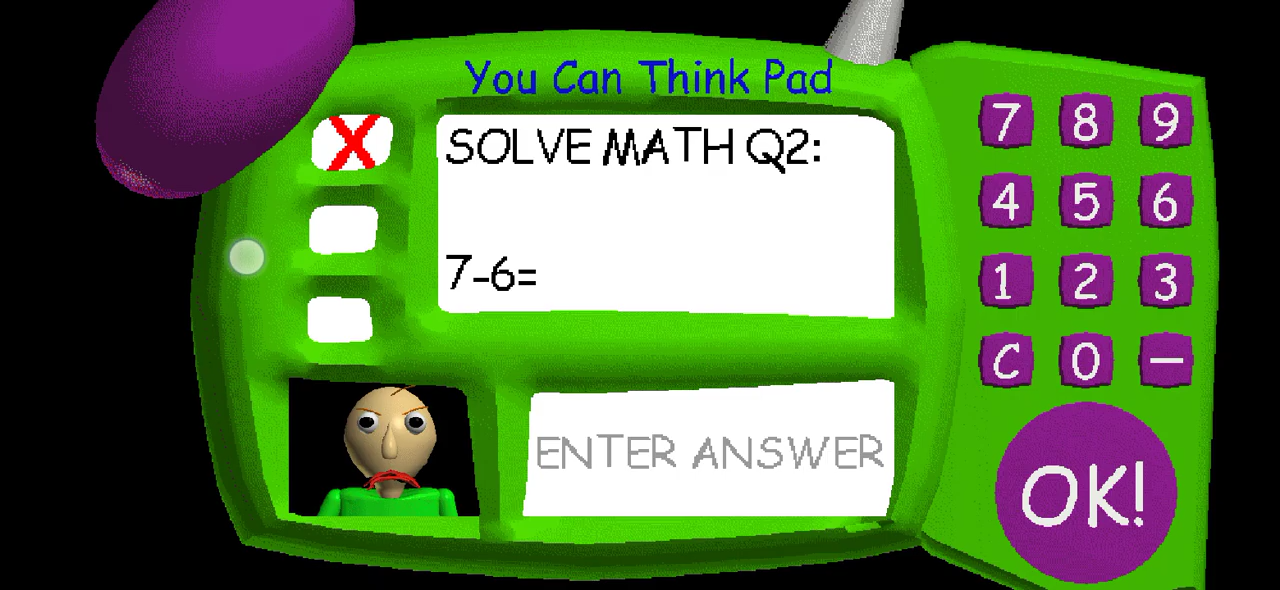 You Can Think Pad
SOLVE MATH Q2:
7-6=
ENTER ANSWER
7 8 9
4 5 6
1 2 3
C 0 -
OK!